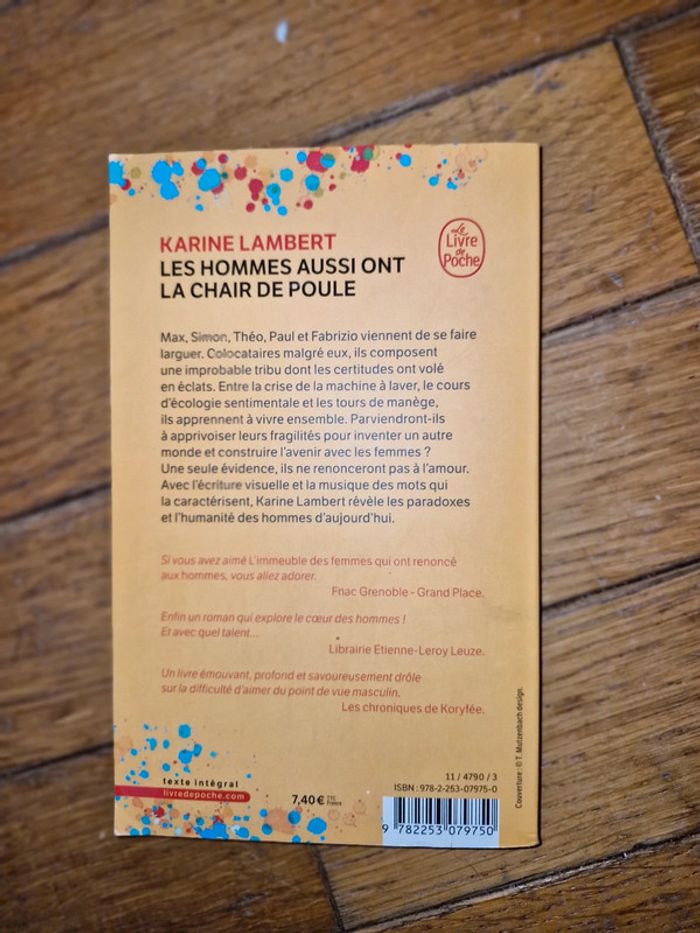 KARINE LAMBERT
LES HOMMES AUSSI ONT
LA CHAIR DE POULE
Le
Livre
de
Poche
Max, Simon, Théo, Paul et Fabrizio viennent de se faire
larguer. Colocataires malgré eux, ils composent
une improbable tribu dont les certitudes ont volé
en éclats. Entre la crise de la machine à laver, le cours
d'écologie sentimentale et les tours de manège,
ils apprennent à vivre ensemble. Parviendront-ils
à apprivoiser leurs fragilités pour inventer un autre
monde et construire l'avenir avec les femmes ?
Une seule évidence, ils ne renonceront pas à l'amour.
Avec l'écriture visuelle et la musique des mots qui
la caractérisent, Karine Lambert révèle les paradoxes
et l'humanité des hommes d'aujourd'hui.
Si vous avez aimé L'immeuble des femmes qui ont renoncé
aux hommes, vous allez adorer.
Fnac Grenoble - Grand Place.
Enfin un roman qui explore le cœur des hommes !
Et avec quel talent...
Librairie Etienne-Leroy Leuze.
Un livre émouvant, profond et savoureusement drôle
sur la difficulté d'aimer du point de vue masculin.
Les chroniques de Koryfée.
texte intégral
livredepoche.com
7,40 € TTC
France
11 / 4790 / 3
ISBN : 978-2-253-07975-0
9 782253 079750
Couverture : © T. Mutzenbach design.